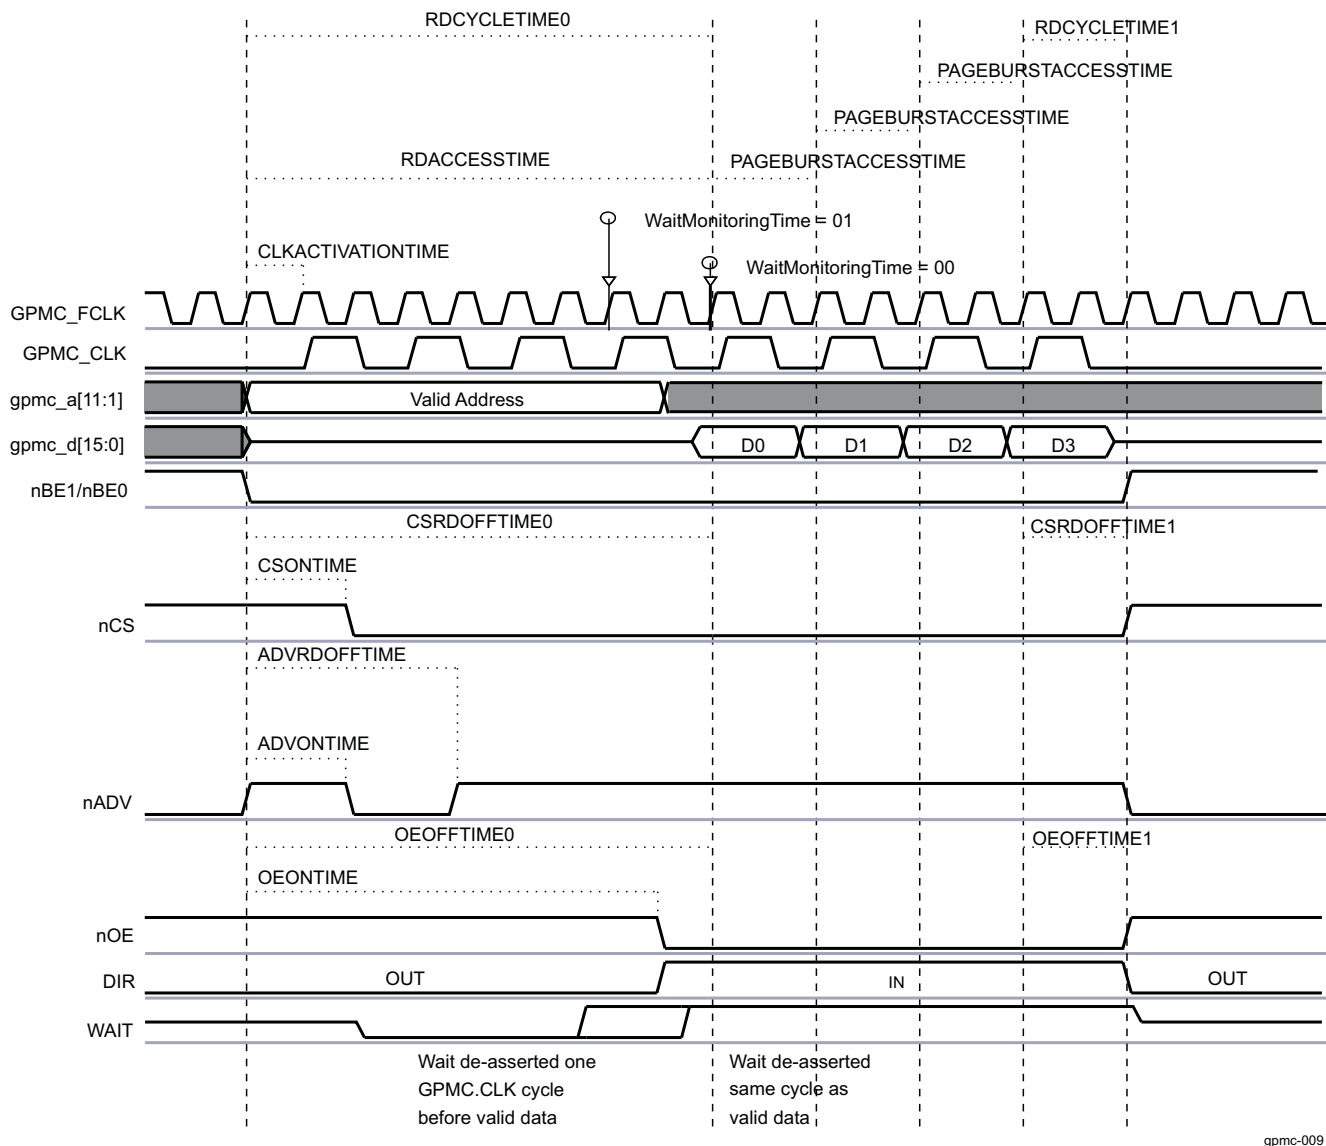 RDCYCLETIME0
RDCYCLETIME1
PAGEBURSTACCESSTIME
PAGEBURSTACCESSTIME
RDACCESSTIME
PAGEBURSTACCESSTIME
WaitMonitoringTime = 01
CLKACTIVATIONTIME
WaitMonitoringTime = 00
GPMC_FCLK
GPMC_CLK
gpmc_a[11:1]
Valid Address
gpmc_d[15:0]
D0
D1
D2
D3
nBE1/nBE0
CSRDOFFTIME0
CSRDOFFTIME1
CSONTIME
nCS
ADVRDOFFTIME
ADVONTIME
nADV
OEOFFTIME0
OEOFFTIME1
OEONTIME
nOE
DIR
OUT
IN
OUT
WAIT
Wait de-asserted one
GPMC.CLK cycle
before valid data
Wait de-asserted
same cycle as
valid data
gpmc-009